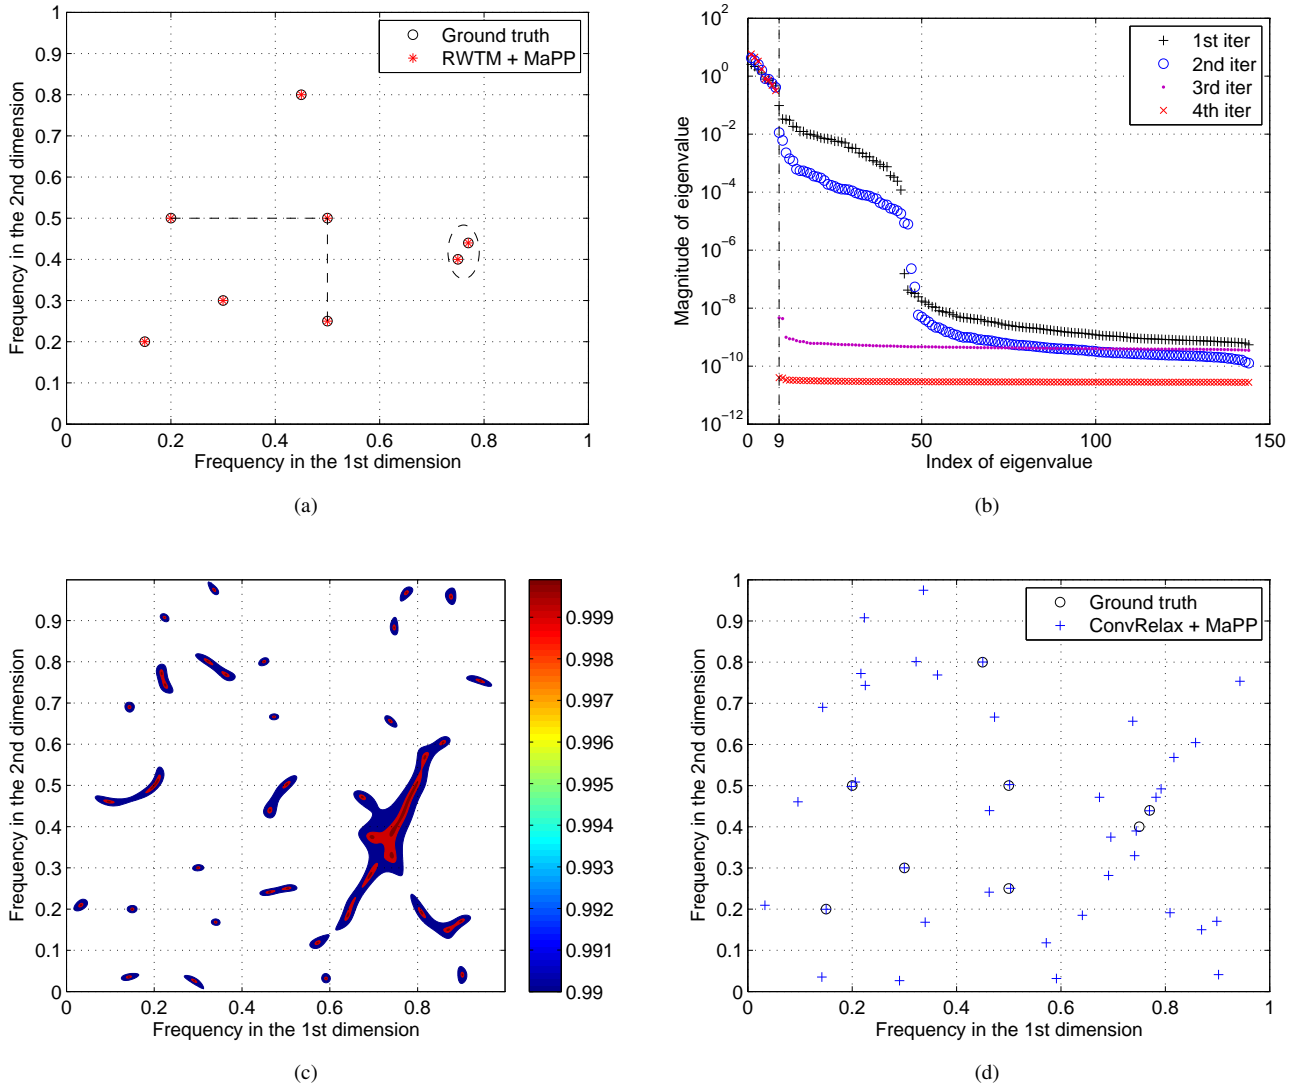 1
0.9
0.8
0.7
0.6
0.5
0.4
0.3
0.2
0.1
0
0 0.2 0.4 0.6 0.8 1
Frequency in the 2nd dimension
Frequency in the 1st dimension
Ground truth
RWTM + MaPP
(a)
10^2
10^0
10^-2
10^-4
10^-6
10^-8
10^-10
10^-12
0 9 50 100 150
Magnitude of eigenvalue
Index of eigenvalue
1st iter
2nd iter
3rd iter
4th iter
(b)
0.9
0.8
0.7
0.6
0.5
0.4
0.3
0.2
0.1
0
0 0.2 0.4 0.6 0.8
Frequency in the 2nd dimension
Frequency in the 1st dimension
0.999
0.998
0.997
0.996
0.995
0.994
0.993
0.992
0.991
0.99
(c)
1
0.9
0.8
0.7
0.6
0.5
0.4
0.3
0.2
0.1
0
0 0.2 0.4 0.6 0.8 1
Frequency in the 2nd dimension
Frequency in the 1st dimension
Ground truth
ConvRelax + MaPP
(d)